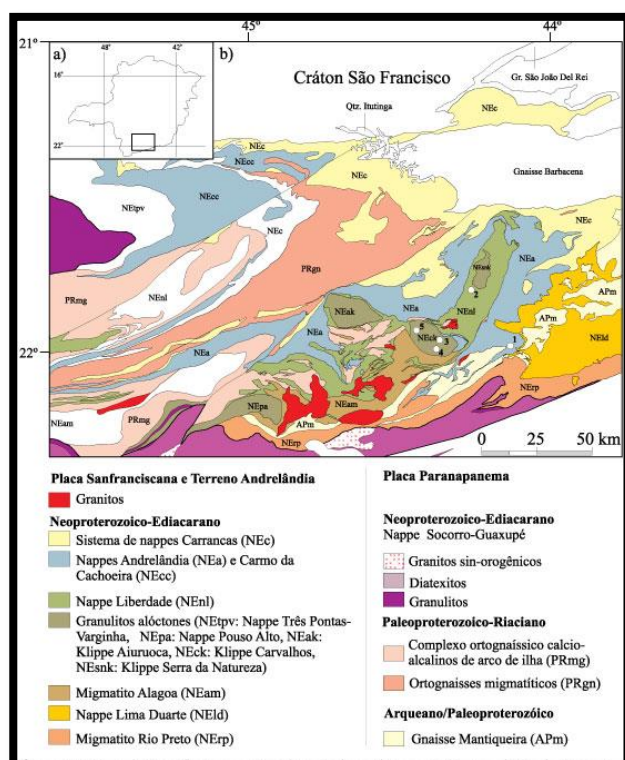 45° 44°
21°
a) b)
48° 42°
16°
22°
Cráton São Francisco
Gr. São João Del Rei
NEc
Qtz. Itutinga
NEc
NEcc
Gnaisse Barbacena
NEc
NEcc
NEtpv
NEc
NEc
PRgn
NEa
NEsnk
APm
PRmg
NEnl
2
NEa
NEnl
NEak
5
APm
NEa
NEck
3
1
22°
4
NEld
NEa
NErp
PRmg
NEam
NEpa
NEam
APm
NErp
0 25 50 km
Placa Sanfranciscana e Terreno Andrelândia
Granitos
Neoproterozoico-Ediacarano
Sistema de nappes Carrancas (NEc)
Nappes Andrelândia (NEa) e Carmo da
Cachoeira (NEcc)
Nappe Liberdade (NEnl)
Granulitos alóctones (NEtpv: Nappe Três Pontas-
Varginha, NEpa: Nappe Pouso Alto, NEak:
Klippe Aiuruoca, NEck: Klippe Carvalhos,
NEsnk: Klippe Serra da Natureza)
Migmatito Alagoa (NEam)
Nappe Lima Duarte (NEld)
Migmatito Rio Preto (NErp)
Placa Paranapanema
Neoproterozoico-Ediacarano
Nappe Socorro-Guaxupé
Granitos sin-orogênicos
Diatexitos
Granulitos
Paleoproterozoico-Riaciano
Complexo ortognaíssico calcio-
alcalinos de arco de ilha (PRmg)
Ortognaisses migmatíticos (PRgn)
Arqueano/Paleoproterozóico
Gnaisse Mantiqueira (APm)